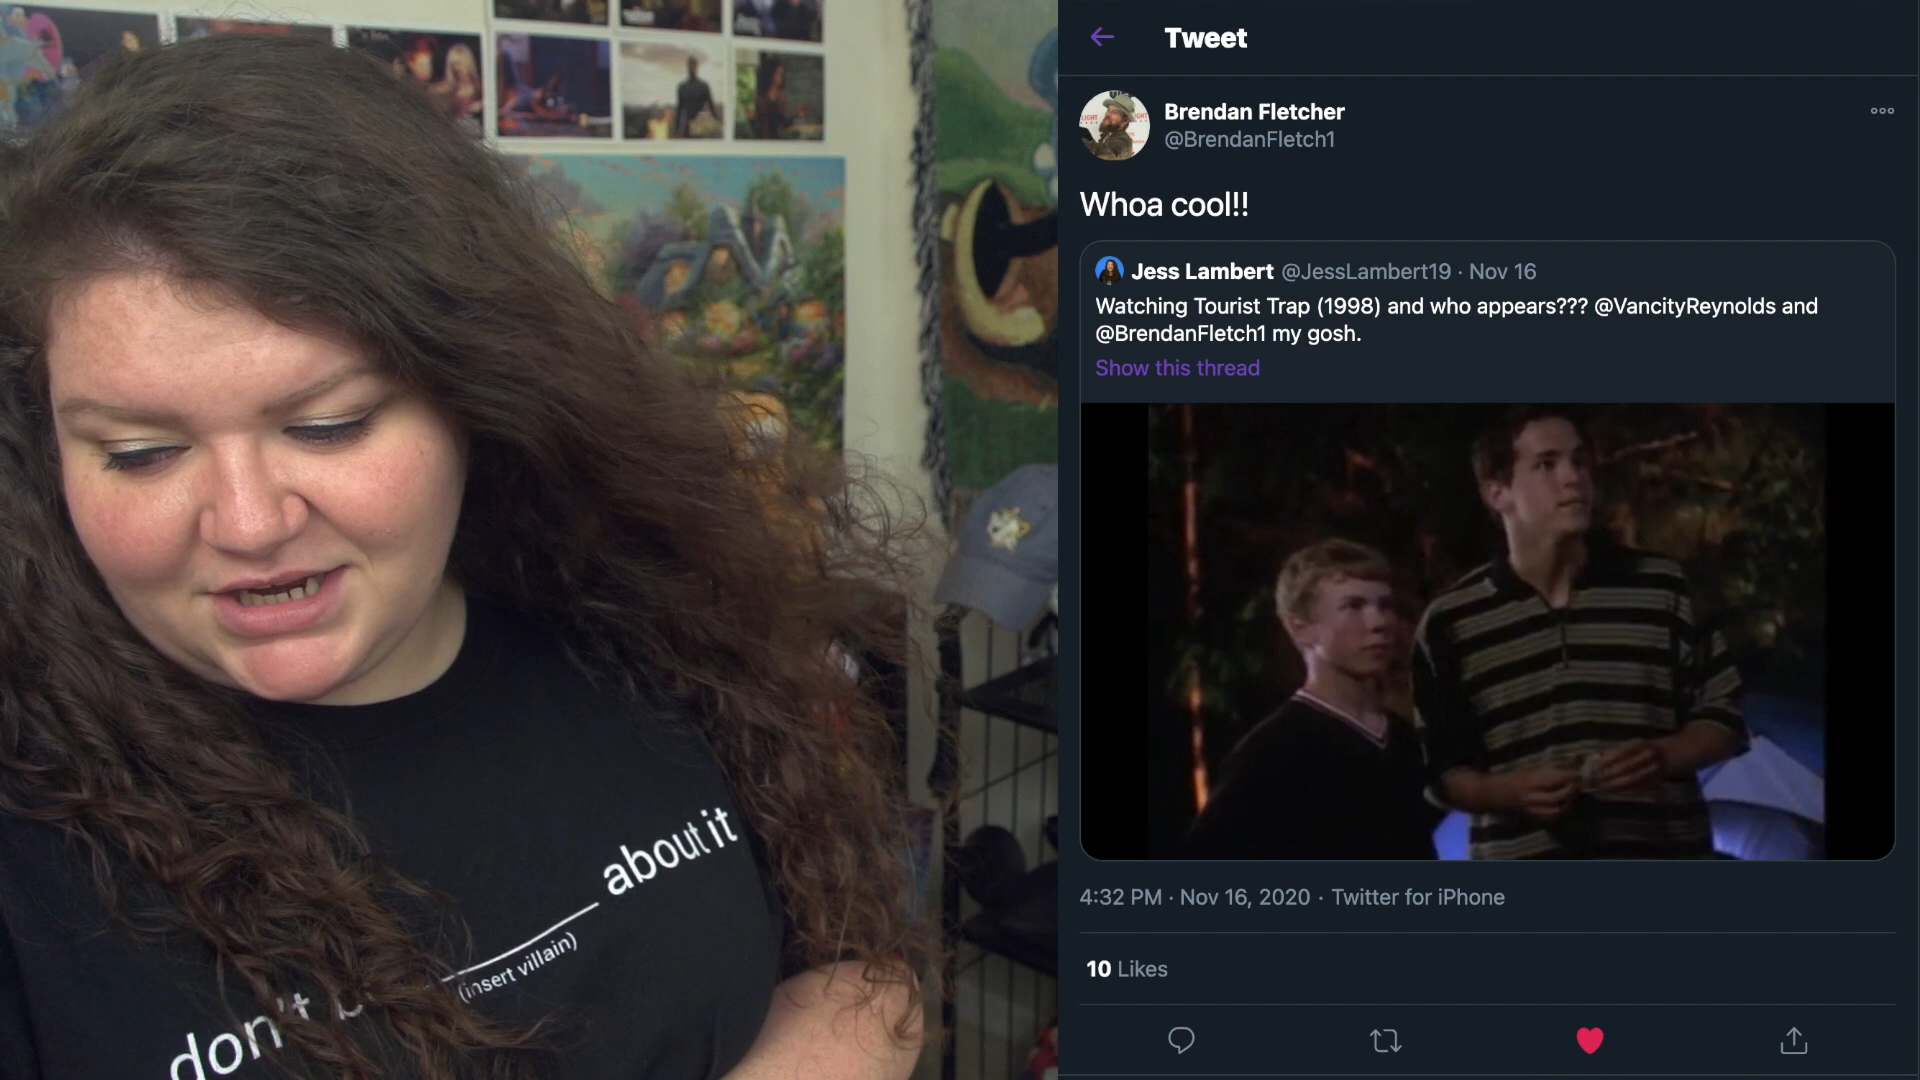 Tweet
Brendan Fletcher
@BrendanFletch1
Whoa cool!!
Jess Lambert @JessLambert19 · Nov 16
Watching Tourist Trap (1998) and who appears??? @VancityReynolds and
@BrendanFletch1 my gosh.
Show this thread
4:32 PM · Nov 16, 2020 · Twitter for iPhone
10 Likes
don't b
about it
(insert villain)